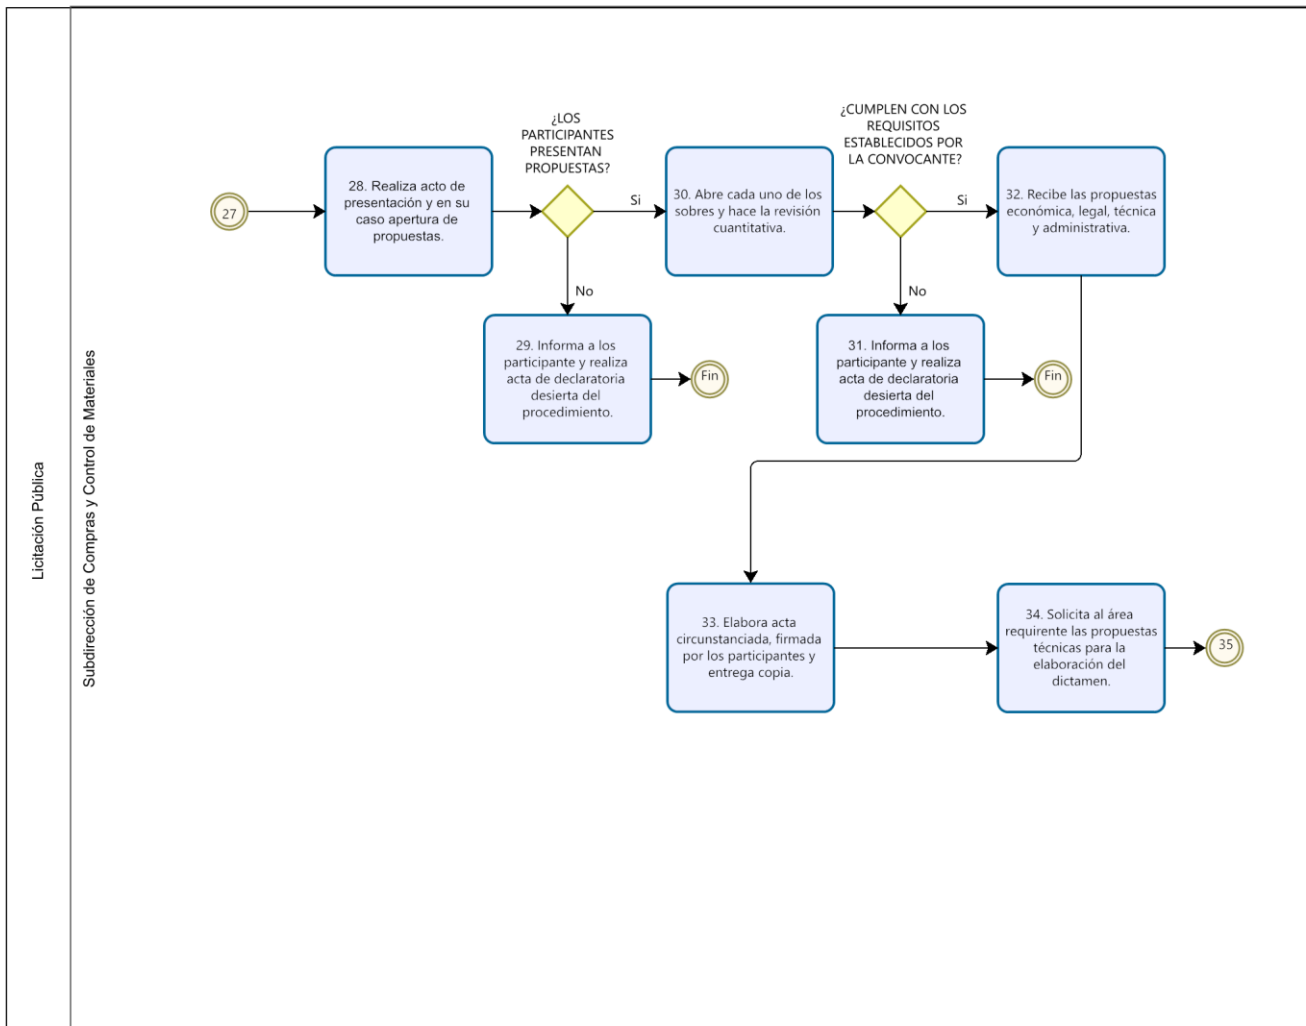 Licitación Pública
Subdirección de Compras y Control de Materiales
27
28. Realiza acto de
presentación y en su
caso apertura de
propuestas.
¿LOS
PARTICIPANTES
PRESENTAN
PROPUESTAS?
Si
No
29. Informa a los
participante y realiza
acta de declaratoria
desierta del
procedimiento.
Fin
30. Abre cada uno de los
sobres y hace la revisión
cuantitativa.
¿CUMPLEN CON LOS
REQUISITOS
ESTABLECIDOS POR
LA CONVOCANTE?
Si
No
31. Informa a los
participante y realiza
acta de declaratoria
desierta del
procedimiento.
Fin
32. Recibe las propuestas
económica, legal, técnica
y administrativa.
33. Elabora acta
circunstanciada, firmada
por los participantes y
entrega copia.
34. Solicita al área
requirente las propuestas
técnicas para la
elaboración del
dictamen.
35